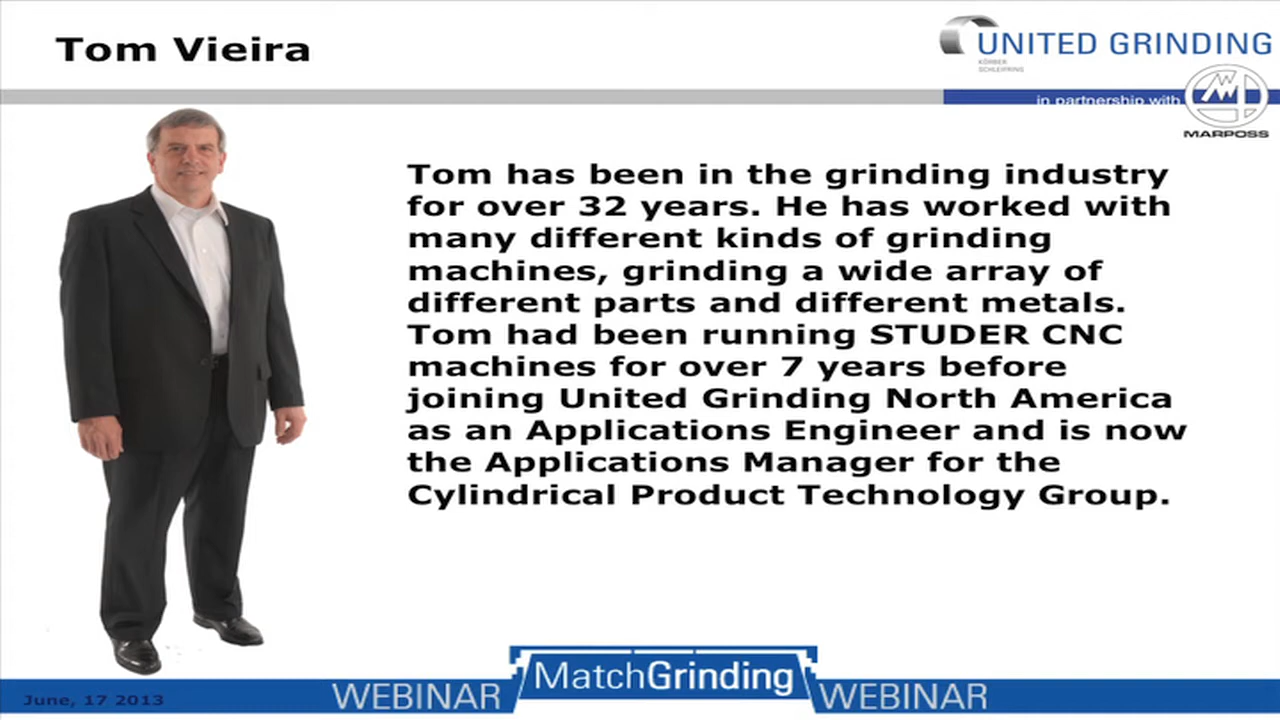 Tom Vieira
UNITED GRINDING
KÖRBER
SCHLEIFRING
in partnership with
MARPOSS
Tom has been in the grinding industry
for over 32 years. He has worked with
many different kinds of grinding
machines, grinding a wide array of
different parts and different metals.
Tom had been running STUDER CNC
machines for over 7 years before
joining United Grinding North America
as an Applications Engineer and is now
the Applications Manager for the
Cylindrical Product Technology Group.
June, 17 2013
WEBINAR MatchGrinding WEBINAR